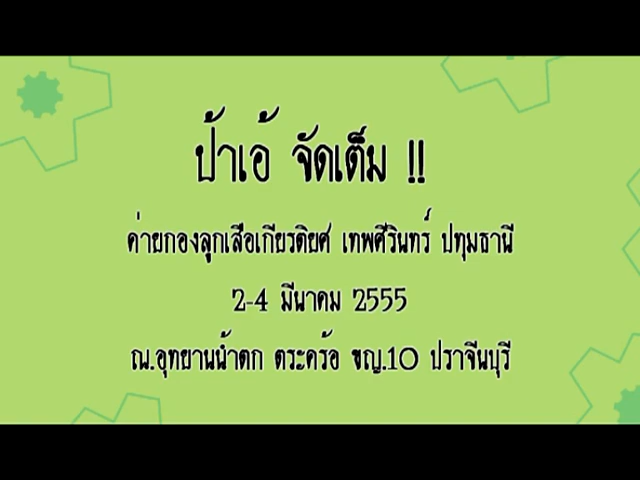 ป้าเอ้ จัดเต็ม !!
ค่ายกองลูกเสือเกียรติยศ เทพศิรินทร์ ปทุมธานี
2-4 มีนาคม 2555
ณ.อุทยานน้ำตก ตระคร้อ ขญ.10 ปราจีนบุรี